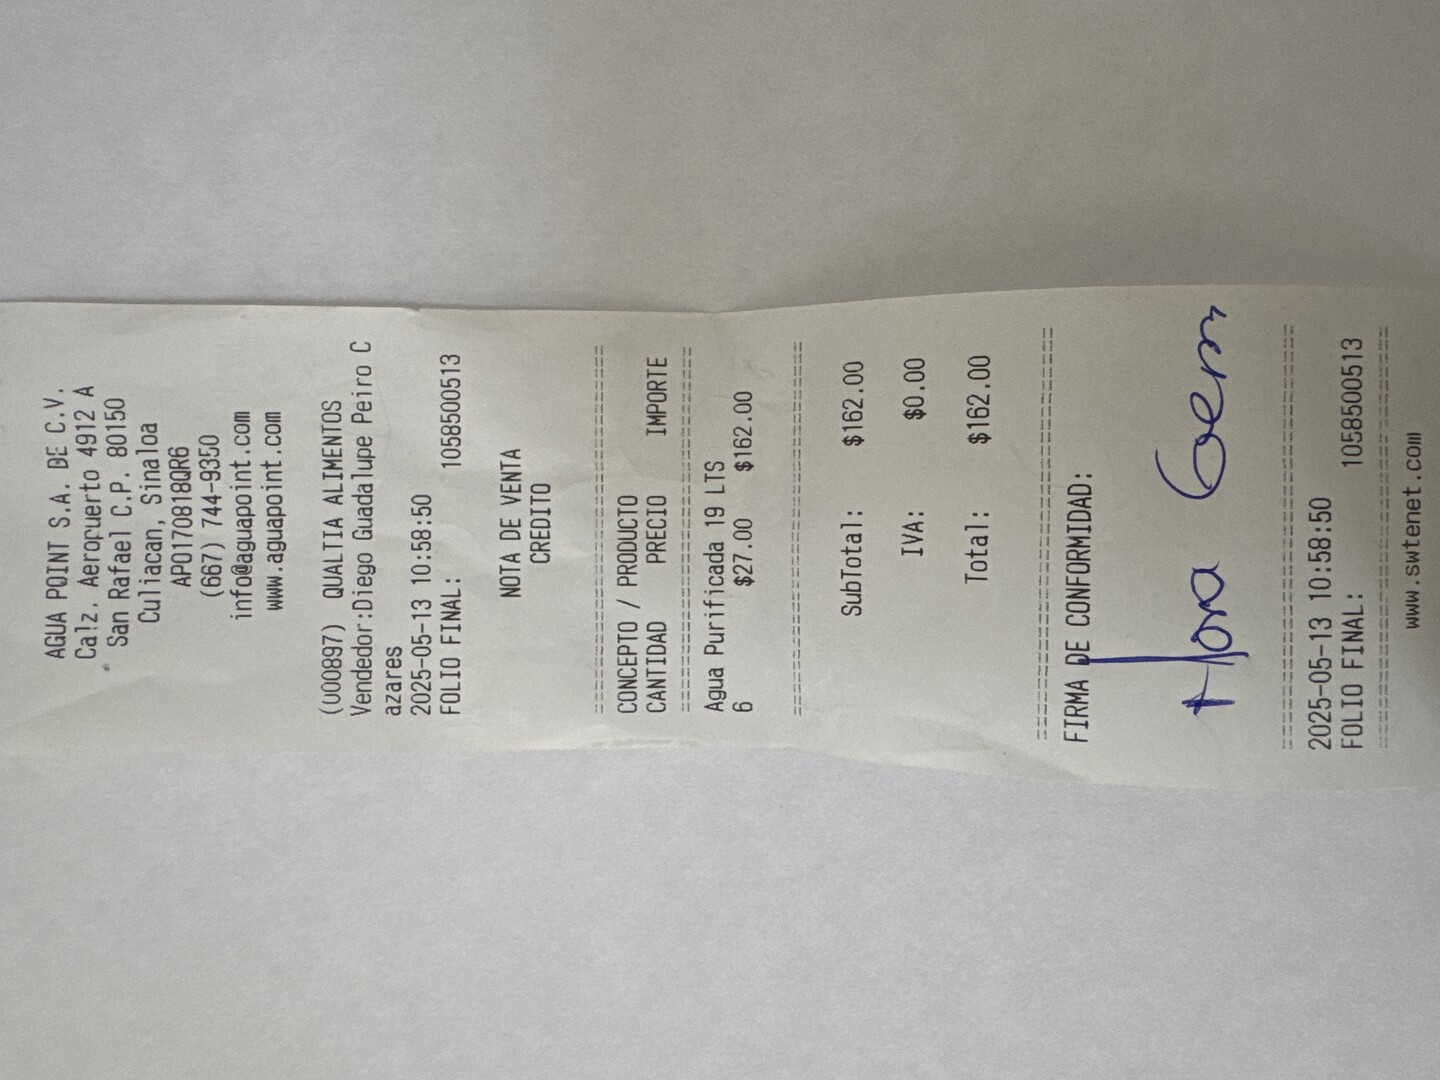 AGUA POINT S.A. DE C.V.
Calz. Aeropuerto 4912 A
San Rafael C.P. 80150
Culiacan, Sinaloa
APO170818QR6
(667) 744-9350
info@aguapoint.com
www.aguapoint.com
(U00897) QUALTIA ALIMENTOS
Vendedor:Diego Guadalupe Peiro C
azares
2025-05-13 10:58:50
FOLIO FINAL: 1058500513
NOTA DE VENTA
CREDITO
CONCEPTO / PRODUCTO
CANTIDAD PRECIO IMPORTE
Agua Purificada 19 LTS
6 $27.00 $162.00
SubTotal: $162.00
IVA: $0.00
Total: $162.00
FIRMA DE CONFORMIDAD:
2025-05-13 10:58:50
FOLIO FINAL: 1058500513
www.swtenet.com